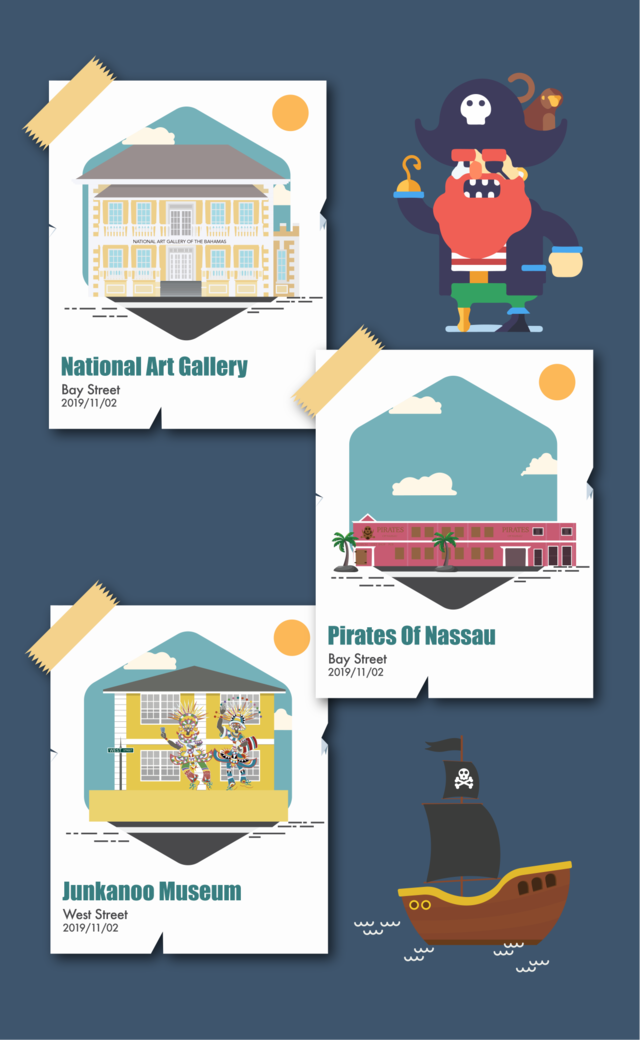 NATIONAL ART GALLERY OF THE BAHAMAS
National Art Gallery
Bay Street
2019/11/02
PIRATES
PIRATES
Pirates Of Nassau
Bay Street
2019/11/02
WEST
Junkanoo Museum
West Street
2019/11/02